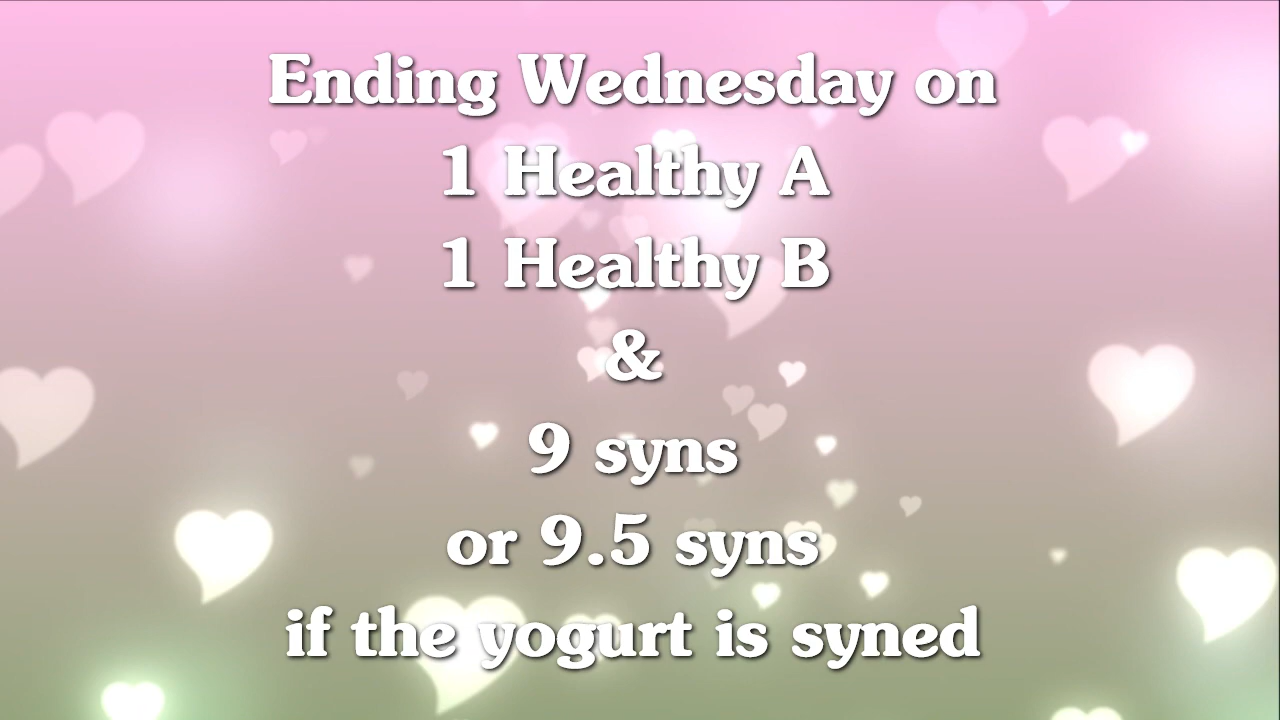 Ending Wednesday on
1 Healthy A
1 Healthy B
&
9 syns
or 9.5 syns
if the yogurt is syned